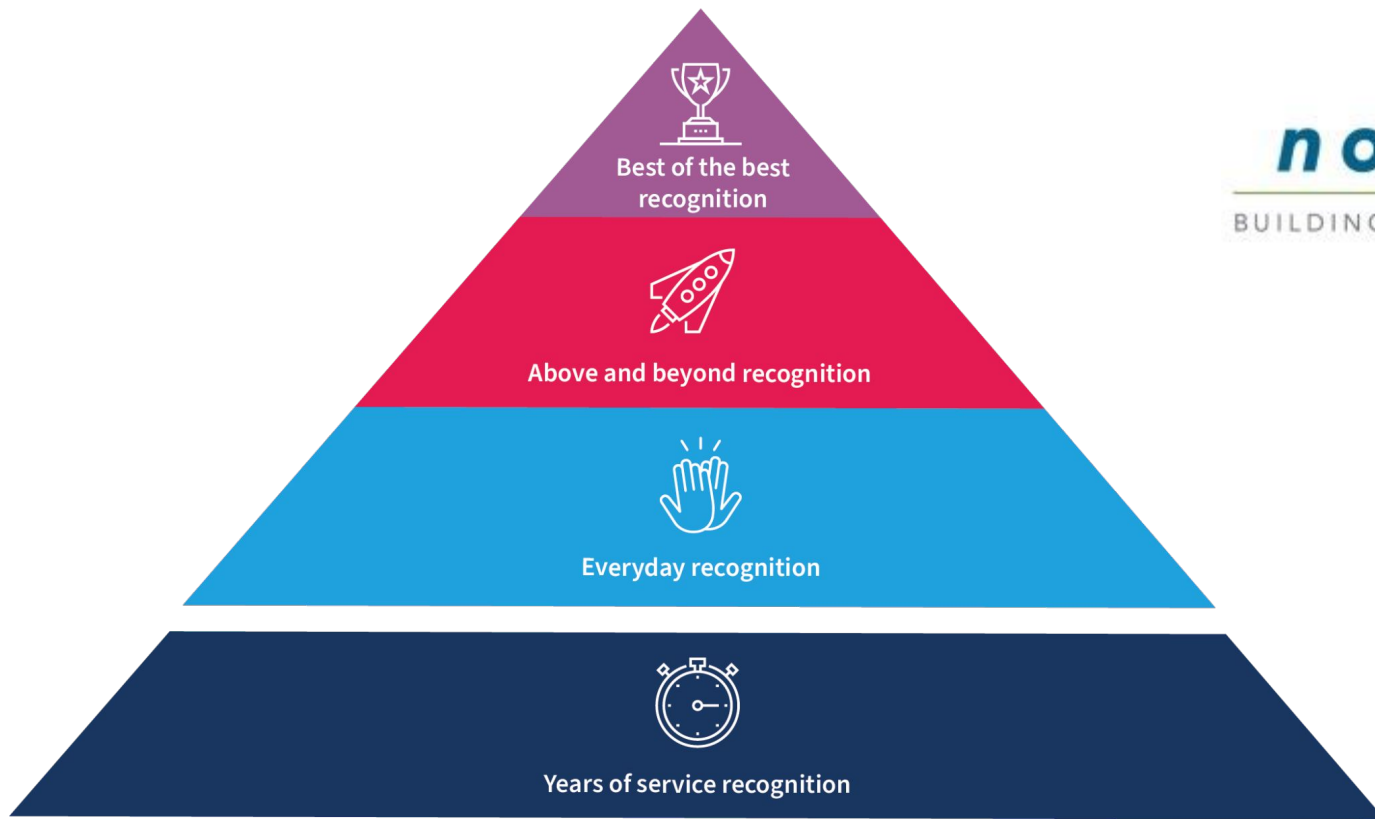 Best of the best
recognition
Above and beyond recognition
Everyday recognition
Years of service recognition
BUILDING